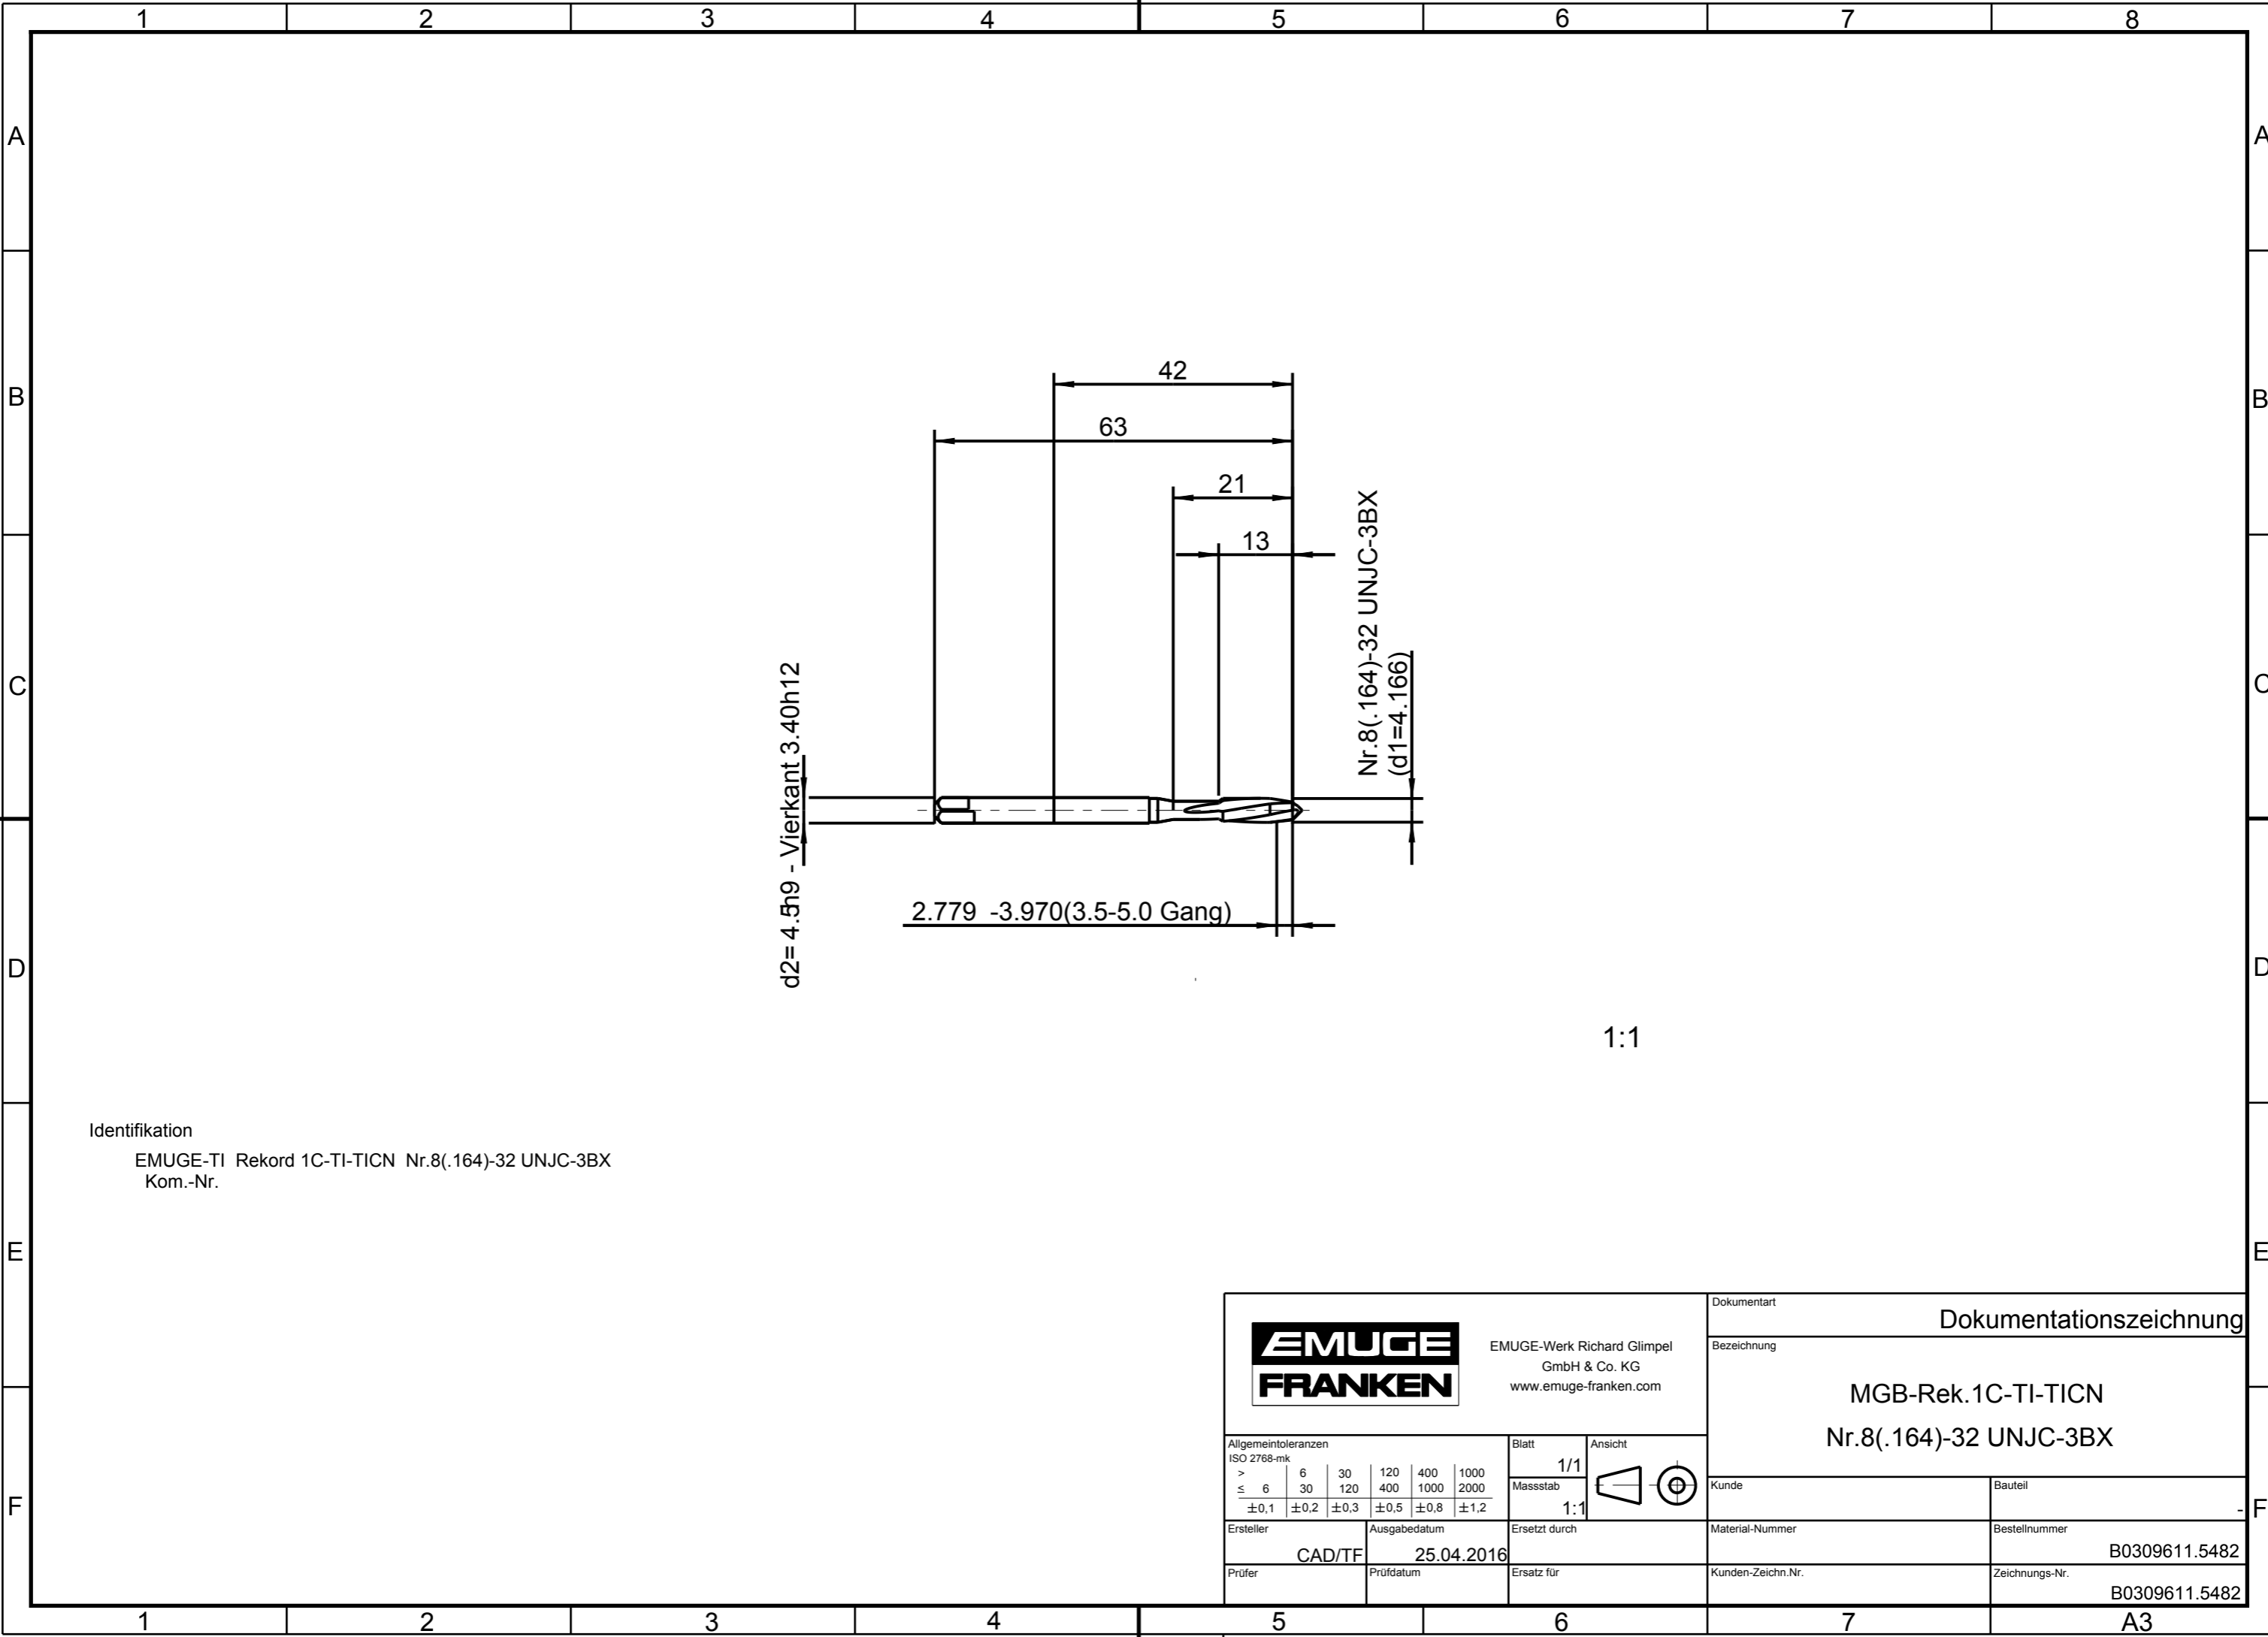 1 2 3 4 5 6 7 8
A A
B B
C C
D D
E E
F F
42
63
21
13
Nr.8(.164)-32 UNJC-3BX
(d1=4.166)
d2= 4.5h9 - Vierkant 3.40h12
2.779 -3.970(3.5-5.0 Gang)
1:1
Identifikation
EMUGE-TI Rekord 1C-TI-TICN Nr.8(.164)-32 UNJC-3BX
Kom.-Nr.
EMUGE
FRANKEN
EMUGE-Werk Richard Glimpel
GmbH & Co. KG
www.emuge-franken.com
Dokumentart
Dokumentationszeichnung
Bezeichnung
MGB-Rek.1C-TI-TICN
Nr.8(.164)-32 UNJC-3BX
Allgemeintoleranzen
ISO 2768-mk
> 6 30 120 400 1000
≤ 6 30 120 400 1000 2000
±0,1 ±0,2 ±0,3 ±0,5 ±0,8 ±1,2
Blatt
1/1
Ansicht
Massstab
1:1
Kunde
Bauteil
-
Ersteller
CAD/TF
Ausgabedatum
25.04.2016
Ersetzt durch
Material-Nummer
Bestellnummer
B0309611.5482
Prüfer
Prüfdatum
Ersatz für
Kunden-Zeichn.Nr.
Zeichnungs-Nr.
B0309611.5482
1 2 3 4 5 6 7 A3